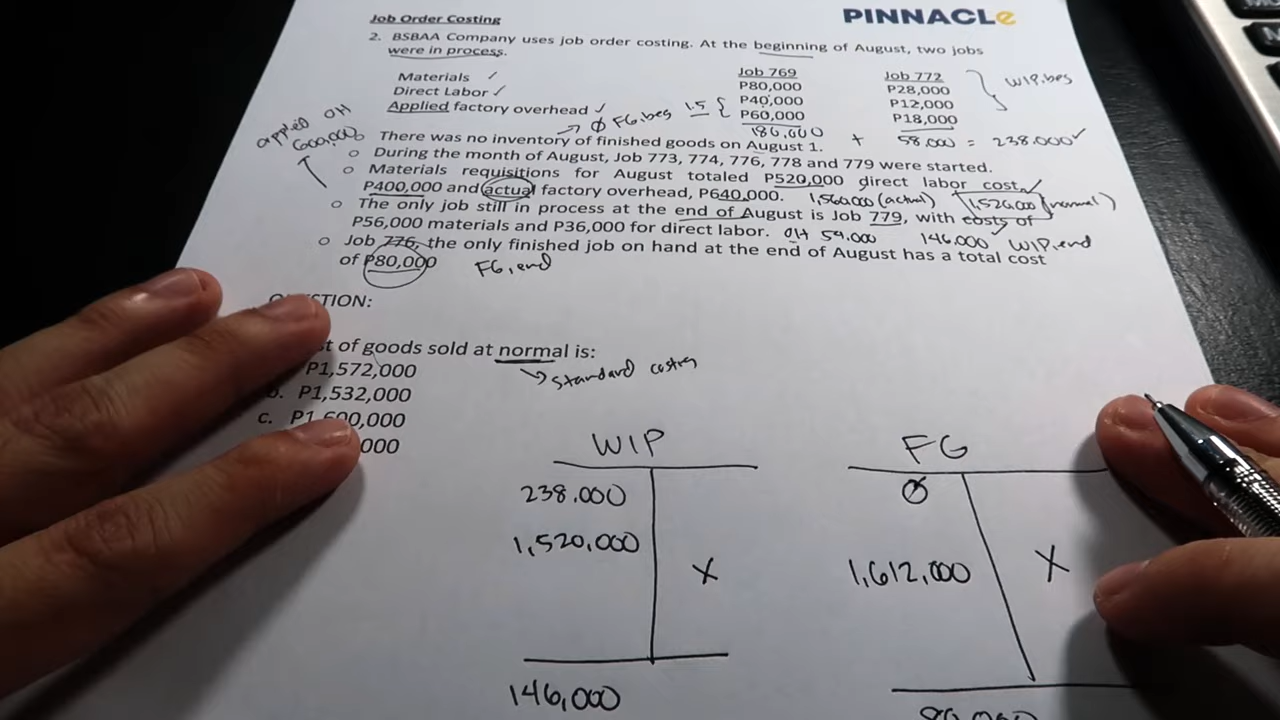 Job Order Costing
PINNACLe
2. BSBAA Company uses job order costing. At the beginning of August, two jobs
were in process.
Job 769 Job 772 WIP, beg
Materials ✓ P80,000 P28,000
Direct Labor ✓ P40,000 P12,000
Applied factory overhead ✓ 1.5 { P60,000 P18,000
180,000 + 58,000 = 238.000 ✓
applied OH
600,000
→ Ø FG, beg
There was no inventory of finished goods on August 1.
o During the month of August, Job 773, 774, 776, 778 and 779 were started.
o Materials requisitions for August totaled P520,000 direct labor cost,
P400,000 and actual factory overhead, P640,000. 1,560,000 (actual) 1,520,000 (normal)
o The only job still in process at the end of August is Job 779, with costs of
P56,000 materials and P36,000 for direct labor. OH 54.000 146.000 WIP, end
o Job 776, the only finished job on hand at the end of August has a total cost
of P80,000 FG, end
STION:
st of goods sold at normal is:
standard costing
P1,572,000
b. P1,532,000
c. P1,600,000
000
WIP
238.000
1,520,000
X
146,000
FG
Ø
1,612,000
X